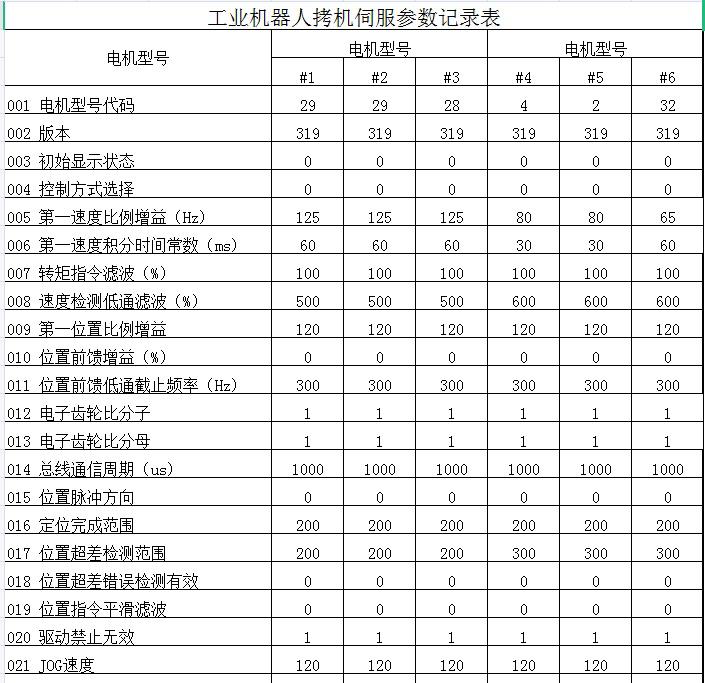 工业机器人拷机伺服参数记录表
电机型号 电机型号 电机型号
#1 #2 #3 #4 #5 #6
001 电机型号代码 29 29 28 4 2 32
002 版本 319 319 319 319 319 319
003 初始显示状态 0 0 0 0 0 0
004 控制方式选择 0 0 0 0 0 0
005 第一速度比例增益（Hz） 125 125 125 80 80 65
006 第一速度积分时间常数（ms） 60 60 60 30 30 60
007 转矩指令滤波（%） 100 100 100 100 100 100
008 速度检测低通滤波（%） 500 500 500 600 600 600
009 第一位置比例增益 120 120 120 120 120 120
010 位置前馈增益（%） 0 0 0 0 0 0
011 位置前馈低通截止频率（Hz） 300 300 300 300 300 300
012 电子齿轮比分子 1 1 1 1 1 1
013 电子齿轮比分母 1 1 1 1 1 1
014 总线通信周期（us） 1000 1000 1000 1000 1000 1000
015 位置脉冲方向 0 0 0 0 0 0
016 定位完成范围 200 200 200 200 200 200
017 位置超差检测范围 200 200 200 300 300 300
018 位置超差错误检测有效 0 0 0 0 0 0
019 位置指令平滑滤波 0 0 0 0 0 0
020 驱动禁止无效 1 1 1 1 1 1
021 JOG速度 120 120 120 120 120 120